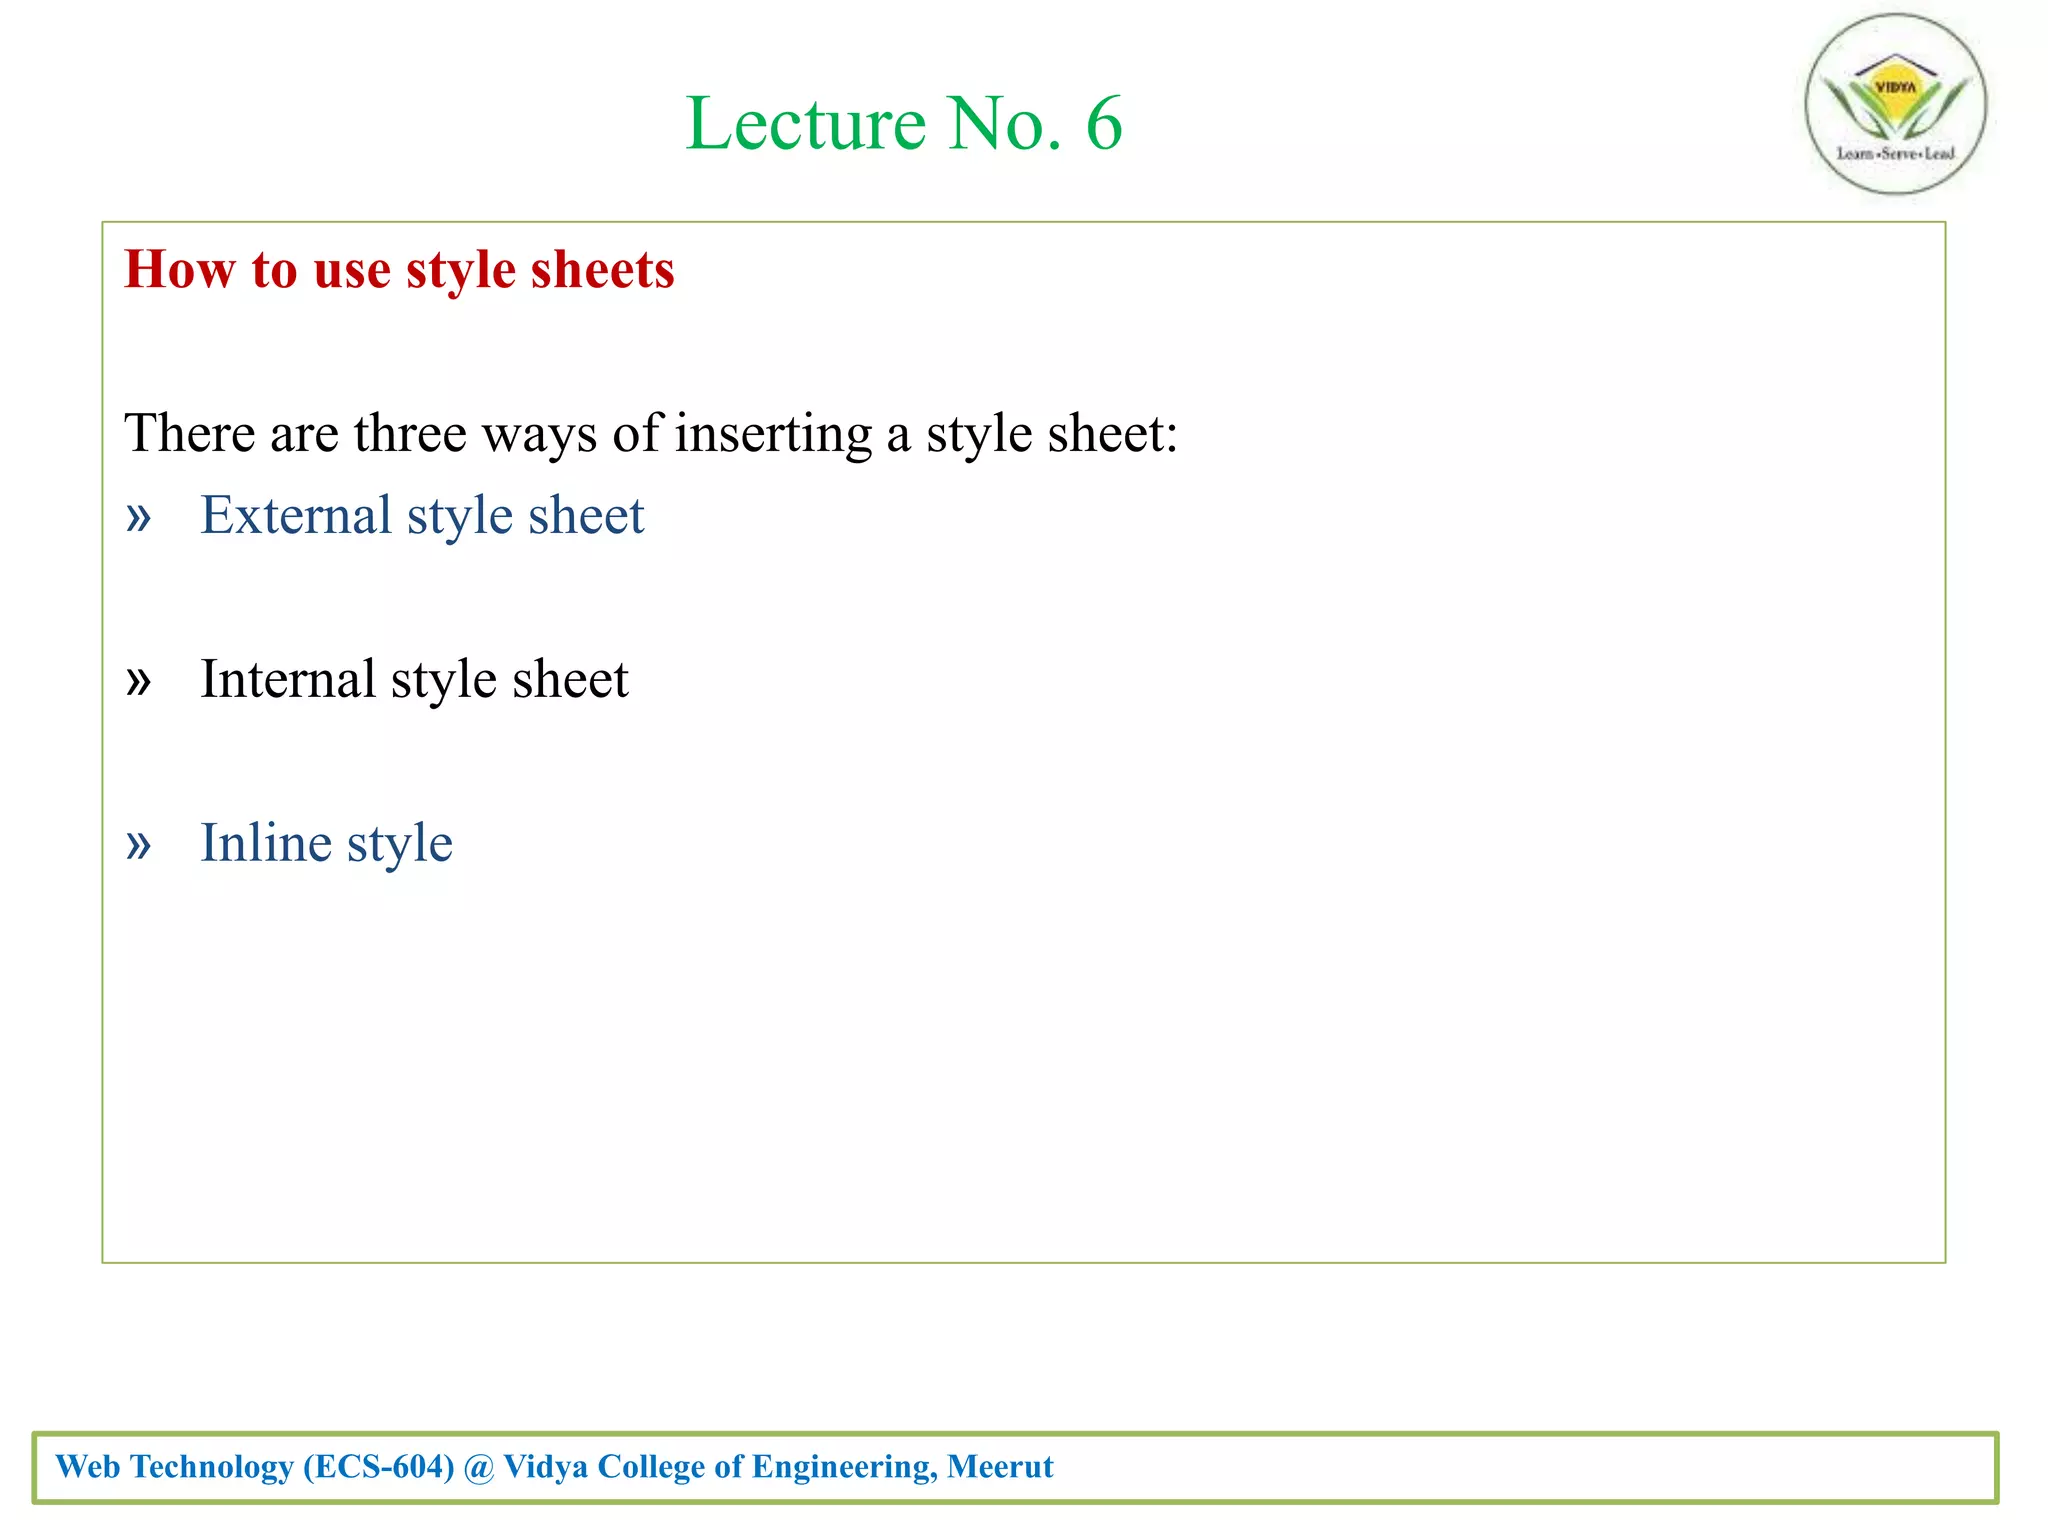 Lecture No. 6
VIDYA
Learn•Serve•Lead
How to use style sheets
There are three ways of inserting a style sheet:
» External style sheet
» Internal style sheet
» Inline style
Web Technology (ECS-604) @ Vidya College of Engineering, Meerut